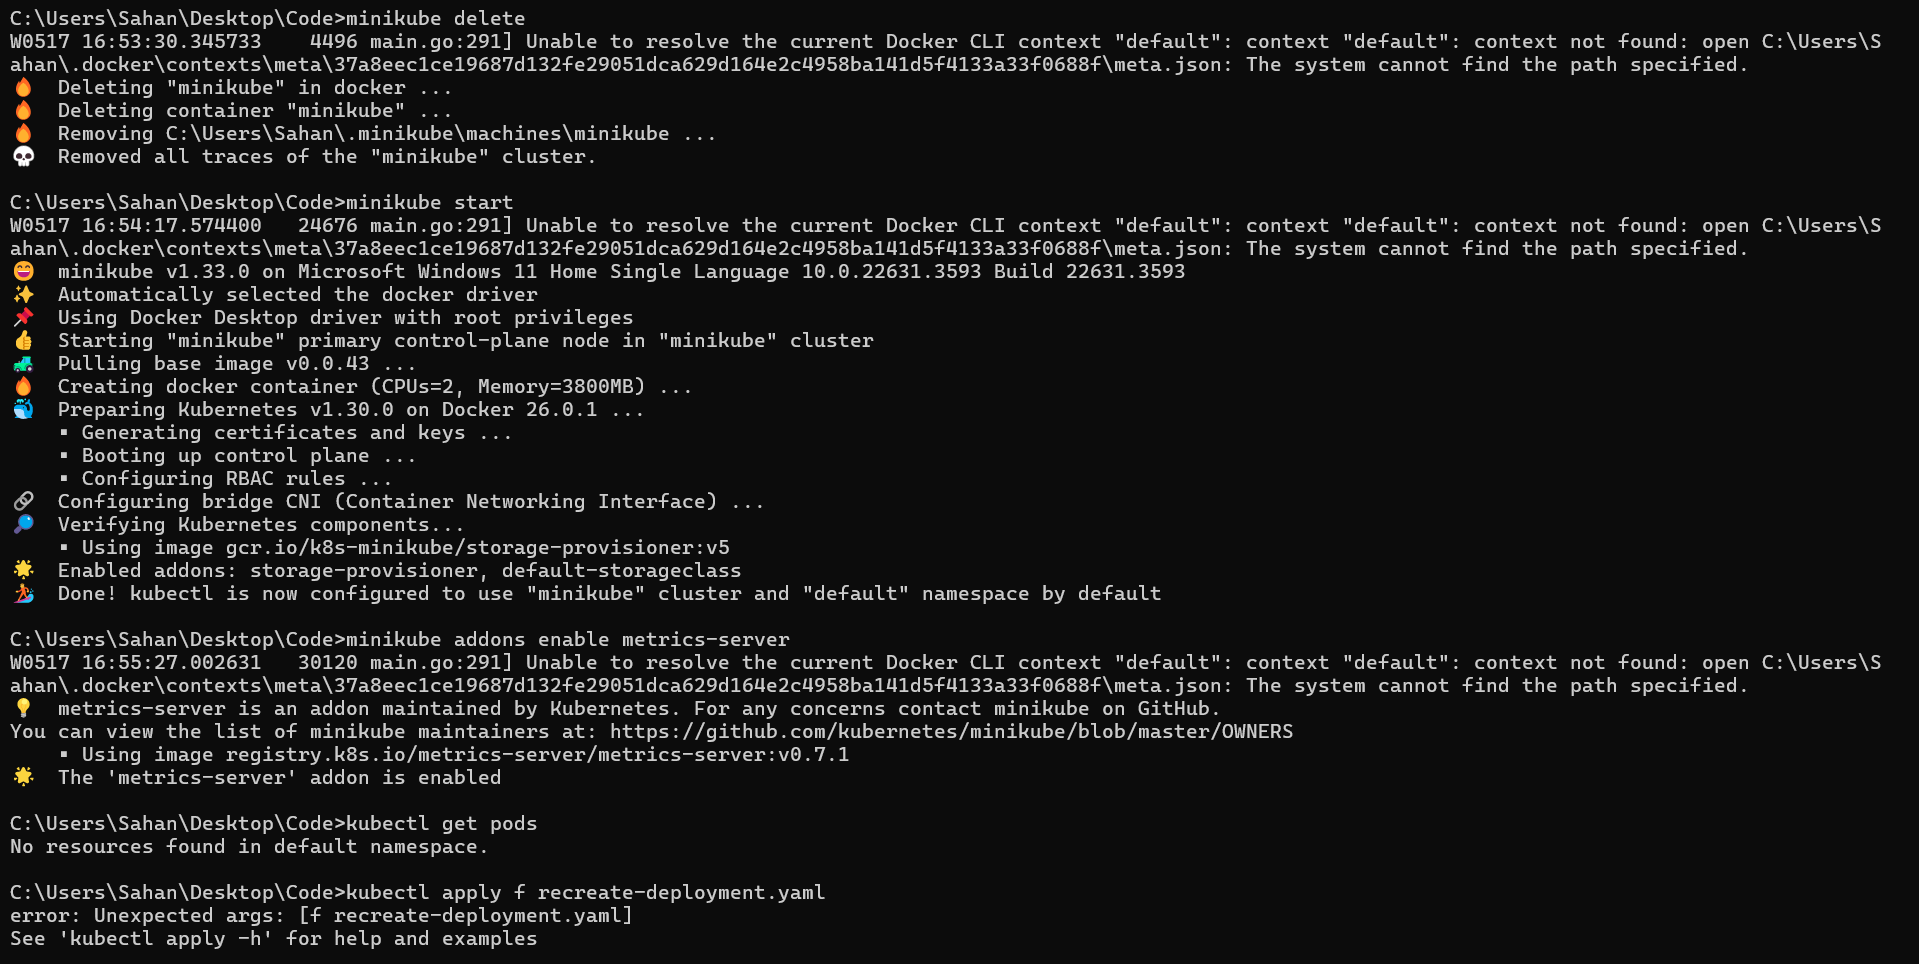 C:\Users\Sahan\Desktop\Code>minikube delete
W0517 16:53:30.345733    4496 main.go:291] Unable to resolve the current Docker CLI context "default": context "default": context not found: open C:\Users\S
ahan\.docker\contexts\meta\37a8eec1ce19687d132fe29051dca629d164e2c4958ba141d5f4133a33f0688f\meta.json: The system cannot find the path specified.
🔥  Deleting "minikube" in docker ...
🔥  Deleting container "minikube" ...
🔥  Removing C:\Users\Sahan\.minikube\machines\minikube ...
💀  Removed all traces of the "minikube" cluster.

C:\Users\Sahan\Desktop\Code>minikube start
W0517 16:54:17.574400   24676 main.go:291] Unable to resolve the current Docker CLI context "default": context "default": context not found: open C:\Users\S
ahan\.docker\contexts\meta\37a8eec1ce19687d132fe29051dca629d164e2c4958ba141d5f4133a33f0688f\meta.json: The system cannot find the path specified.
😄  minikube v1.33.0 on Microsoft Windows 11 Home Single Language 10.0.22631.3593 Build 22631.3593
✨  Automatically selected the docker driver
📌  Using Docker Desktop driver with root privileges
👍  Starting "minikube" primary control-plane node in "minikube" cluster
🚜  Pulling base image v0.0.43 ...
🔥  Creating docker container (CPUs=2, Memory=3800MB) ...
🐳  Preparing Kubernetes v1.30.0 on Docker 26.0.1 ...
    ▪ Generating certificates and keys ...
    ▪ Booting up control plane ...
    ▪ Configuring RBAC rules ...
🔗  Configuring bridge CNI (Container Networking Interface) ...
🔎  Verifying Kubernetes components...
    ▪ Using image gcr.io/k8s-minikube/storage-provisioner:v5
🌟  Enabled addons: storage-provisioner, default-storageclass
🏄  Done! kubectl is now configured to use "minikube" cluster and "default" namespace by default

C:\Users\Sahan\Desktop\Code>minikube addons enable metrics-server
W0517 16:55:27.002631   30120 main.go:291] Unable to resolve the current Docker CLI context "default": context "default": context not found: open C:\Users\S
ahan\.docker\contexts\meta\37a8eec1ce19687d132fe29051dca629d164e2c4958ba141d5f4133a33f0688f\meta.json: The system cannot find the path specified.
💡  metrics-server is an addon maintained by Kubernetes. For any concerns contact minikube on GitHub.
You can view the list of minikube maintainers at: https://github.com/kubernetes/minikube/blob/master/OWNERS
    ▪ Using image registry.k8s.io/metrics-server/metrics-server:v0.7.1
🌟  The 'metrics-server' addon is enabled

C:\Users\Sahan\Desktop\Code>kubectl get pods
No resources found in default namespace.

C:\Users\Sahan\Desktop\Code>kubectl apply f recreate-deployment.yaml
error: Unexpected args: [f recreate-deployment.yaml]
See 'kubectl apply -h' for help and examples